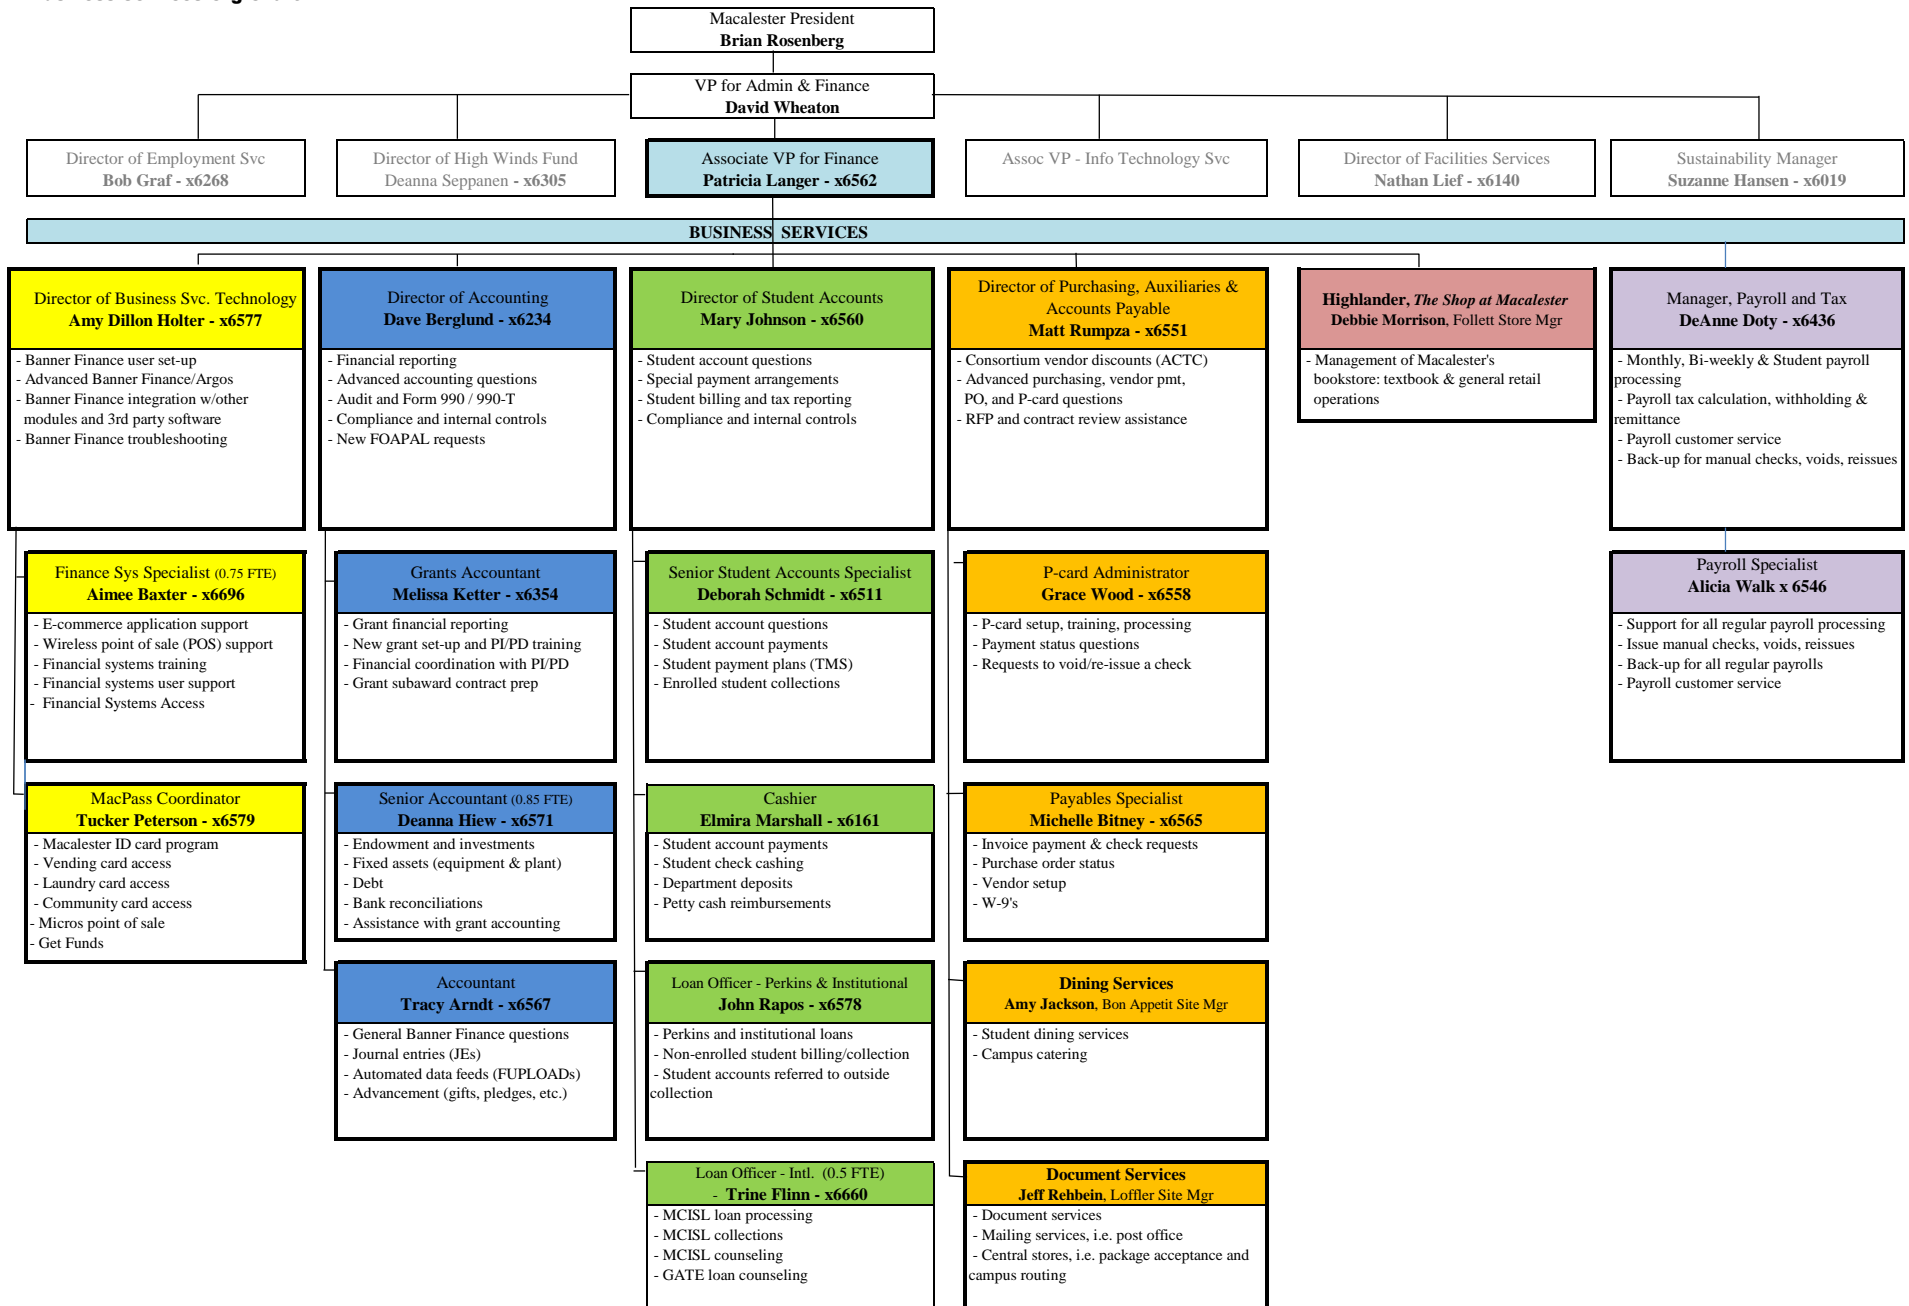 Macalester President
Brian Rosenberg
VP for Admin & Finance
David Wheaton
Director of Employment Svc
Bob Graf - x6268
Director of High Winds Fund
Deanna Seppanen - x6305
Associate VP for Finance
Patricia Langer - x6562
Assoc VP - Info Technology Svc
Director of Facilities Services
Nathan Lief - x6140
Sustainability Manager
Suzanne Hansen - x6019
BUSINESS SERVICES
Director of Business Svc. Technology
Amy Dillon Holter - x6577
- Banner Finance user set-up
- Advanced Banner Finance/Argos
- Banner Finance integration w/other
modules and 3rd party software
- Banner Finance troubleshooting
Director of Accounting
Dave Berglund - x6234
- Financial reporting
- Advanced accounting questions
- Audit and Form 990 / 990-T
- Compliance and internal controls
- New FOAPAL requests
Director of Student Accounts
Mary Johnson - x6560
- Student account questions
- Special payment arrangements
- Student billing and tax reporting
- Compliance and internal controls
Director of Purchasing, Auxiliaries &
Accounts Payable
Matt Rumpza - x6551
- Consortium vendor discounts (ACTC)
- Advanced purchasing, vendor pmt,
PO, and P-card questions
- RFP and contract review assistance
Highlander, The Shop at Macalester
Debbie Morrison, Follett Store Mgr
- Management of Macalester's
bookstore: textbook & general retail
operations
Manager, Payroll and Tax
DeAnne Doty - x6436
- Monthly, Bi-weekly & Student payroll
processing
- Payroll tax calculation, withholding &
remittance
- Payroll customer service
- Back-up for manual checks, voids, reissues
Finance Sys Specialist (0.75 FTE)
Aimee Baxter - x6696
- E-commerce application support
- Wireless point of sale (POS) support
- Financial systems training
- Financial systems user support
- Financial Systems Access
Grants Accountant
Melissa Ketter - x6354
- Grant financial reporting
- New grant set-up and PI/PD training
- Financial coordination with PI/PD
- Grant subaward contract prep
Senior Student Accounts Specialist
Deborah Schmidt - x6511
- Student account questions
- Student account payments
- Student payment plans (TMS)
- Enrolled student collections
P-card Administrator
Grace Wood - x6558
- P-card setup, training, processing
- Payment status questions
- Requests to void/re-issue a check
Payroll Specialist
Alicia Walk x 6546
- Support for all regular payroll processing
- Issue manual checks, voids, reissues
- Back-up for all regular payrolls
- Payroll customer service
MacPass Coordinator
Tucker Peterson - x6579
- Macalester ID card program
- Vending card access
- Laundry card access
- Community card access
- Micros point of sale
- Get Funds
Senior Accountant (0.85 FTE)
Deanna Hiew - x6571
- Endowment and investments
- Fixed assets (equipment & plant)
- Debt
- Bank reconciliations
- Assistance with grant accounting
Cashier
Elmira Marshall - x6161
- Student account payments
- Student check cashing
- Department deposits
- Petty cash reimbursements
Payables Specialist
Michelle Bitney - x6565
- Invoice payment & check requests
- Purchase order status
- Vendor setup
- W-9's
Accountant
Tracy Arndt - x6567
- General Banner Finance questions
- Journal entries (JEs)
- Automated data feeds (FUPLOADs)
- Advancement (gifts, pledges, etc.)
Loan Officer - Perkins & Institutional
John Rapos - x6578
- Perkins and institutional loans
- Non-enrolled student billing/collection
- Student accounts referred to outside
collection
Dining Services
Amy Jackson, Bon Appetit Site Mgr
- Student dining services
- Campus catering
Loan Officer - Intl. (0.5 FTE)
- Trine Flinn - x6660
- MCISL loan processing
- MCISL collections
- MCISL counseling
- GATE loan counseling
Document Services
Jeff Rehbein, Loffler Site Mgr
- Document services
- Mailing services, i.e. post office
- Central stores, i.e. package acceptance and
campus routing